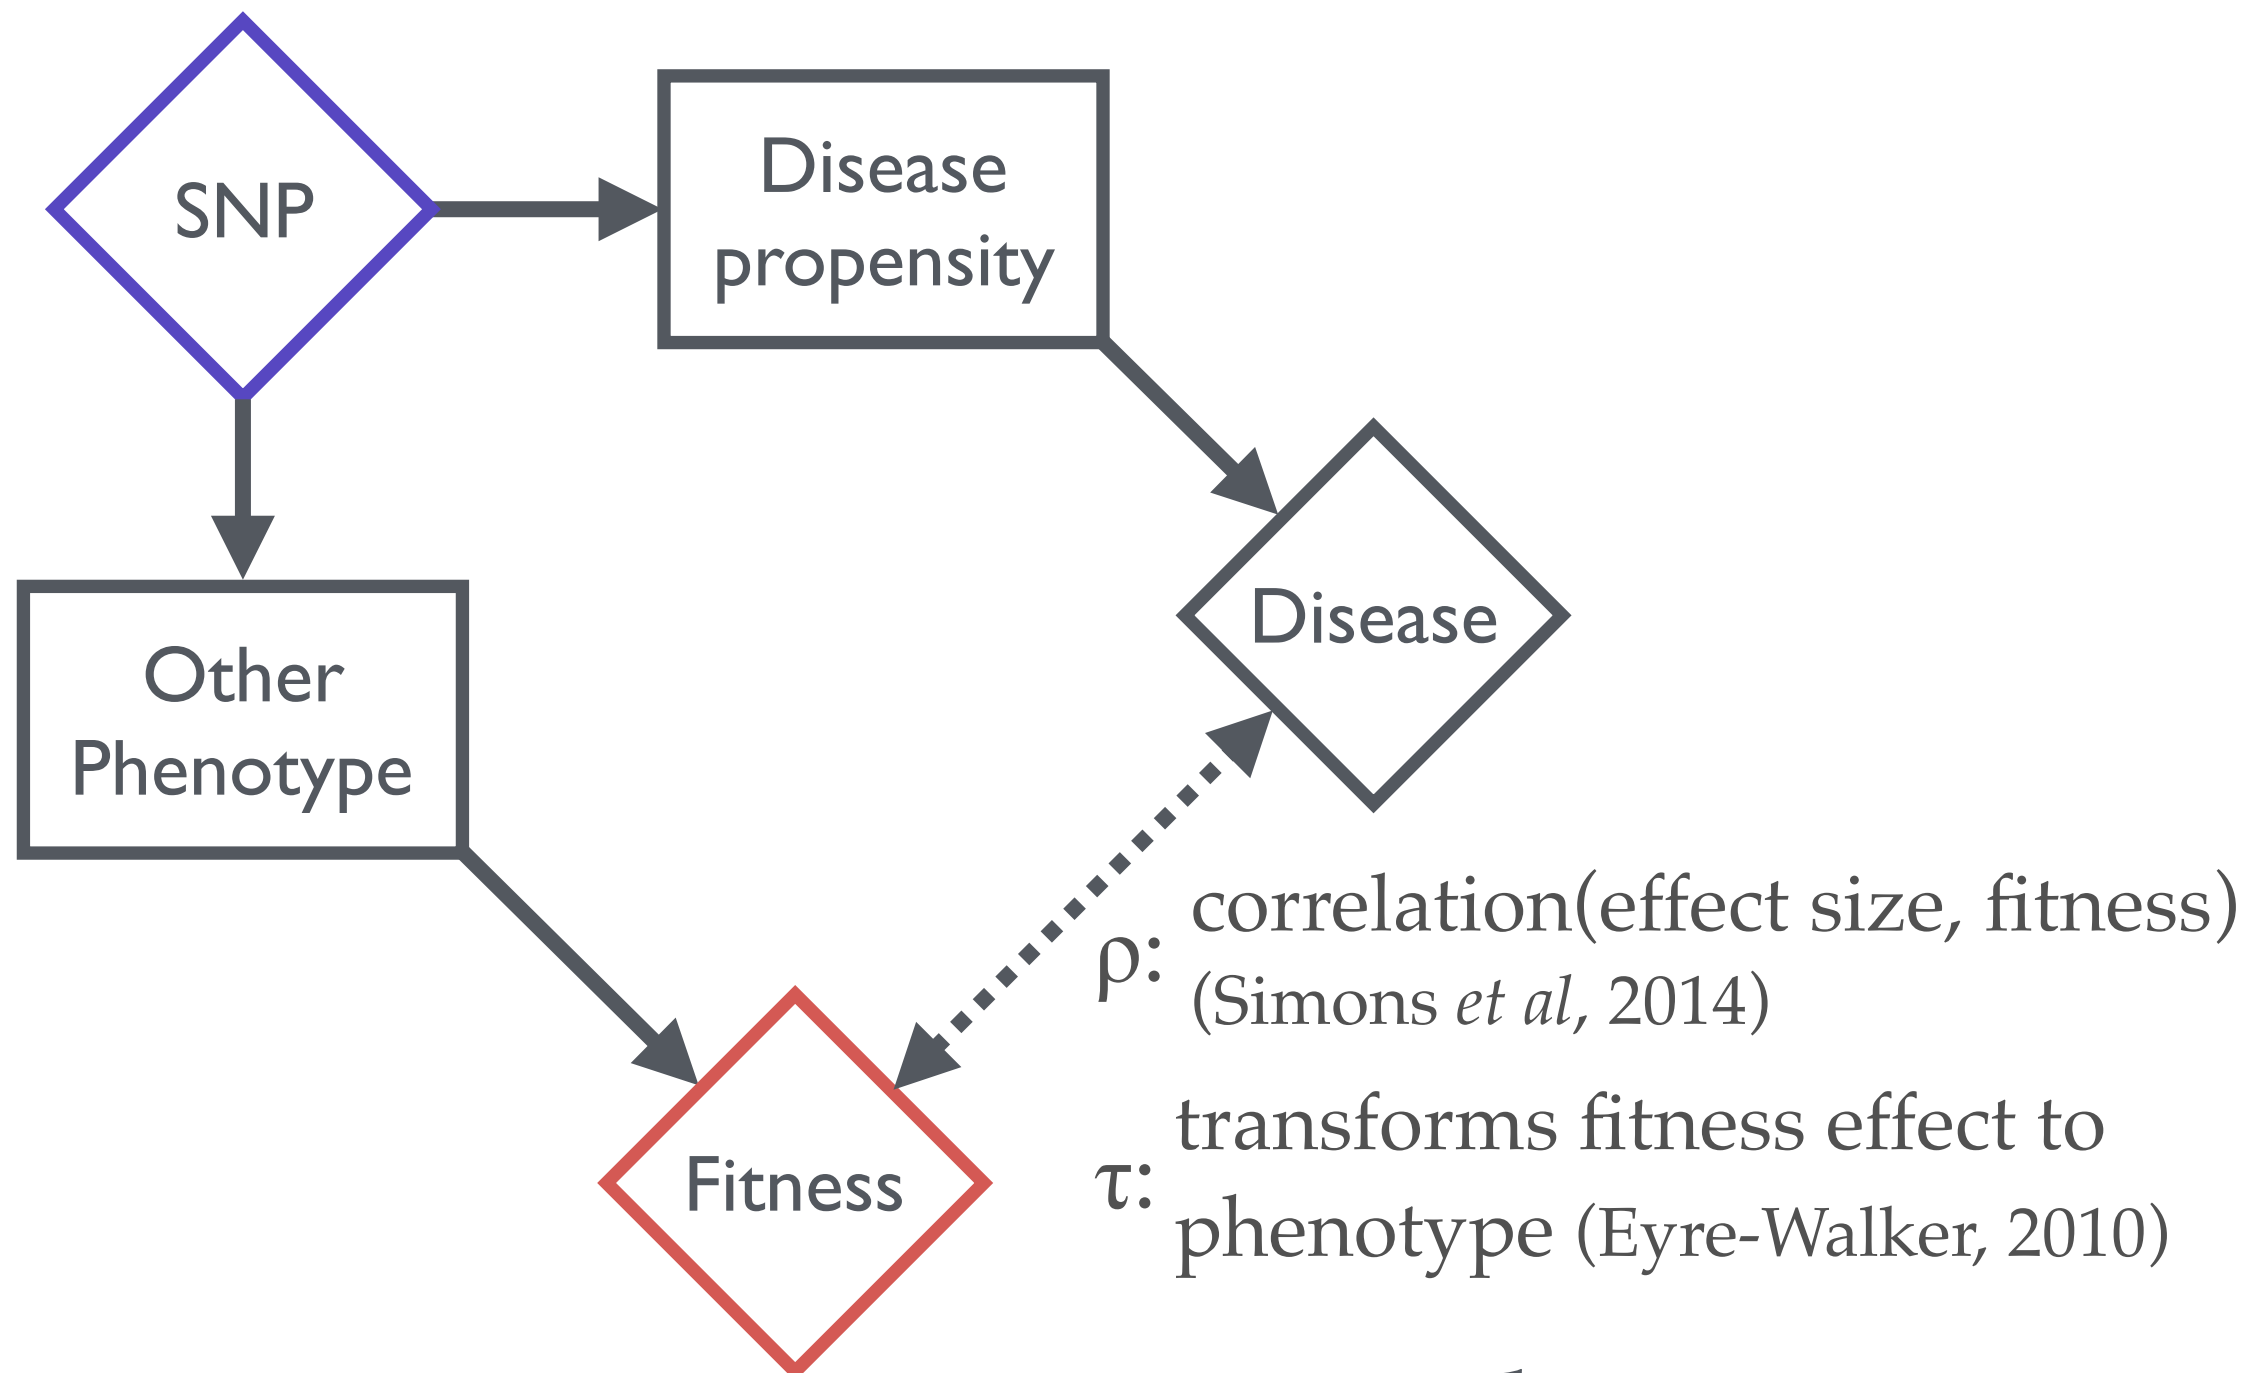 SNP
Disease
propensity
Other
Phenotype
Disease
Fitness
ρ: correlation(effect size, fitness)
(Simons et al, 2014)
τ: transforms fitness effect to
phenotype (Eyre-Walker, 2010)